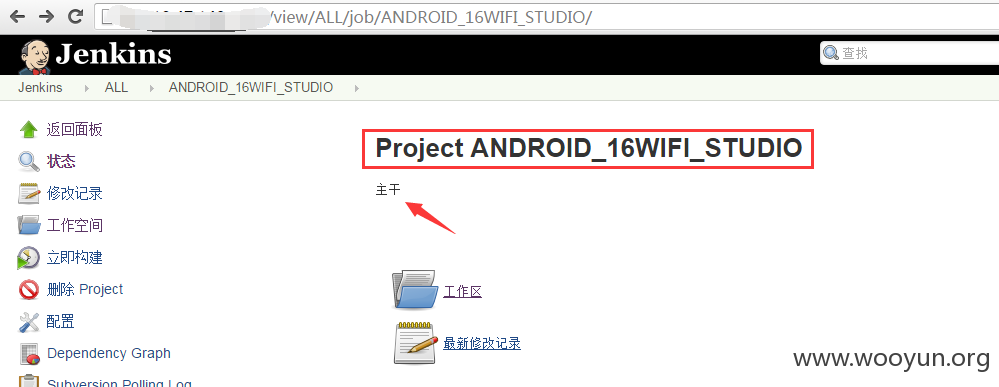 /view/ALL/job/ANDROID_16WIFI_STUDIO/
Jenkins
查找
Jenkins ALL ANDROID_16WIFI_STUDIO
返回面板
状态
修改记录
工作空间
立即构建
删除 Project
配置
Dependency Graph
Subversion Polling Log
Project ANDROID_16WIFI_STUDIO
主干
工作区
最新修改记录
www.wooyun.org